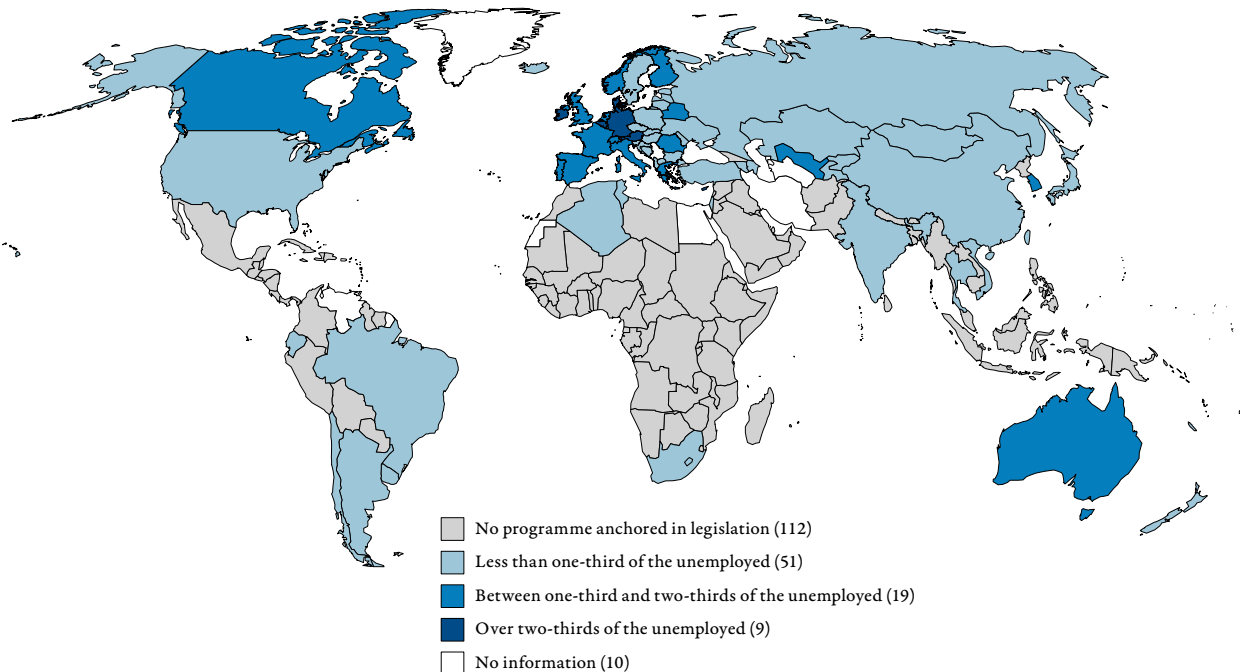 No programme anchored in legislation (112)
Less than one-third of the unemployed (51)
Between one-third and two-thirds of the unemployed (19)
Over two-thirds of the unemployed (9)
No information (10)